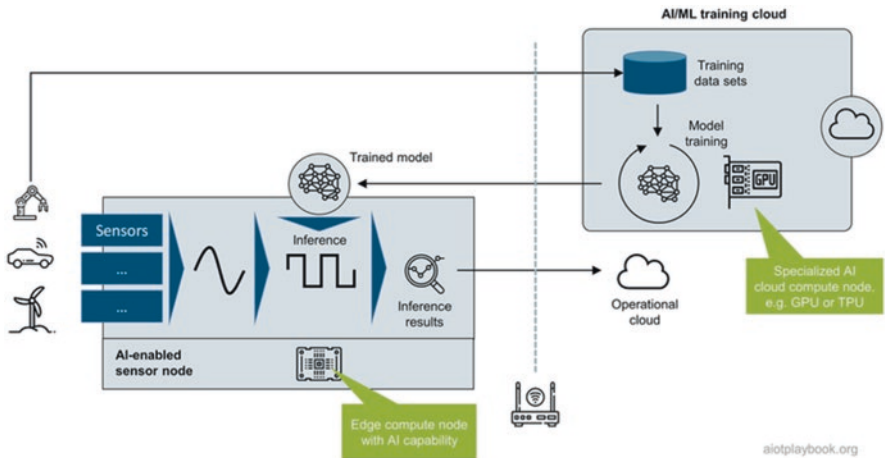 AI/ML training cloud
Training
data sets
Model
training
GPU
Trained model
Sensors
...
...
Inference
Inference
results
AI-enabled
sensor node
Edge compute node
with AI capability
Operational
cloud
Specialized AI
cloud compute node.
e.g. GPU or TPU
aiotplaybook.org